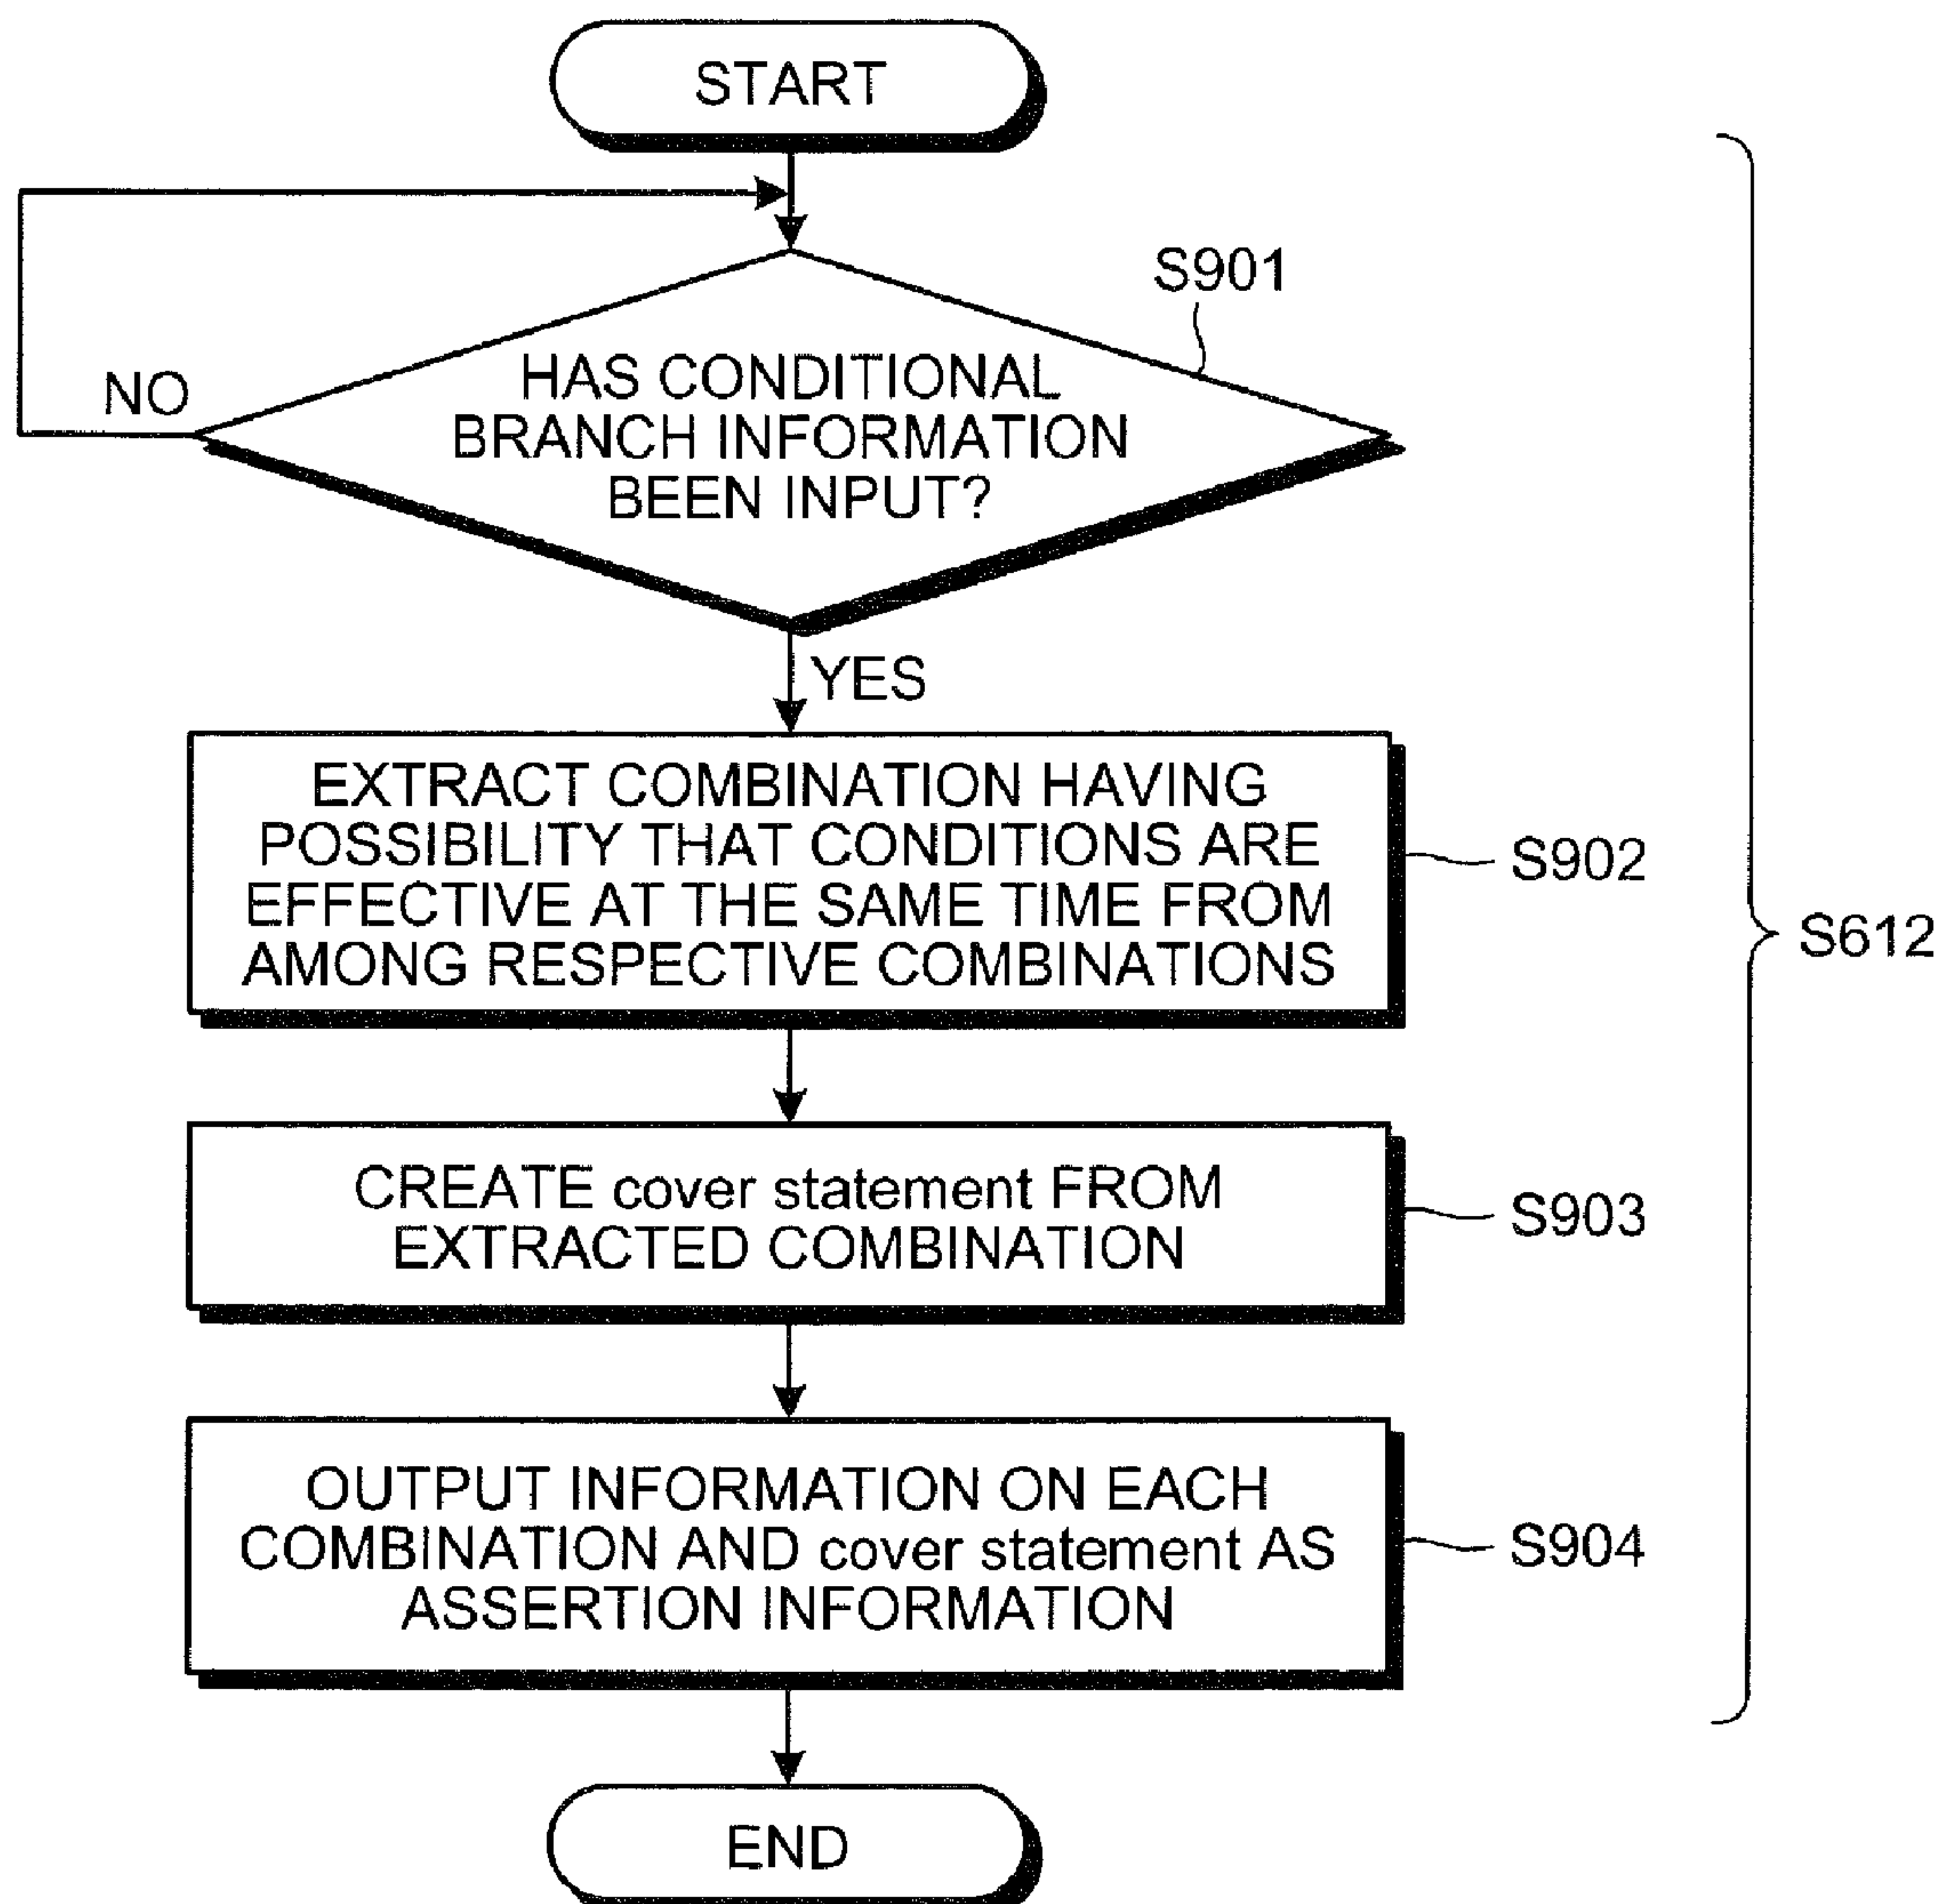 START
S901
HAS CONDITIONAL
BRANCH INFORMATION
BEEN INPUT?
NO
YES
EXTRACT COMBINATION HAVING
POSSIBILITY THAT CONDITIONS ARE
EFFECTIVE AT THE SAME TIME FROM
AMONG RESPECTIVE COMBINATIONS
S902
S612
CREATE cover statement FROM
EXTRACTED COMBINATION
S903
OUTPUT INFORMATION ON EACH
COMBINATION AND cover statement AS
ASSERTION INFORMATION
S904
END